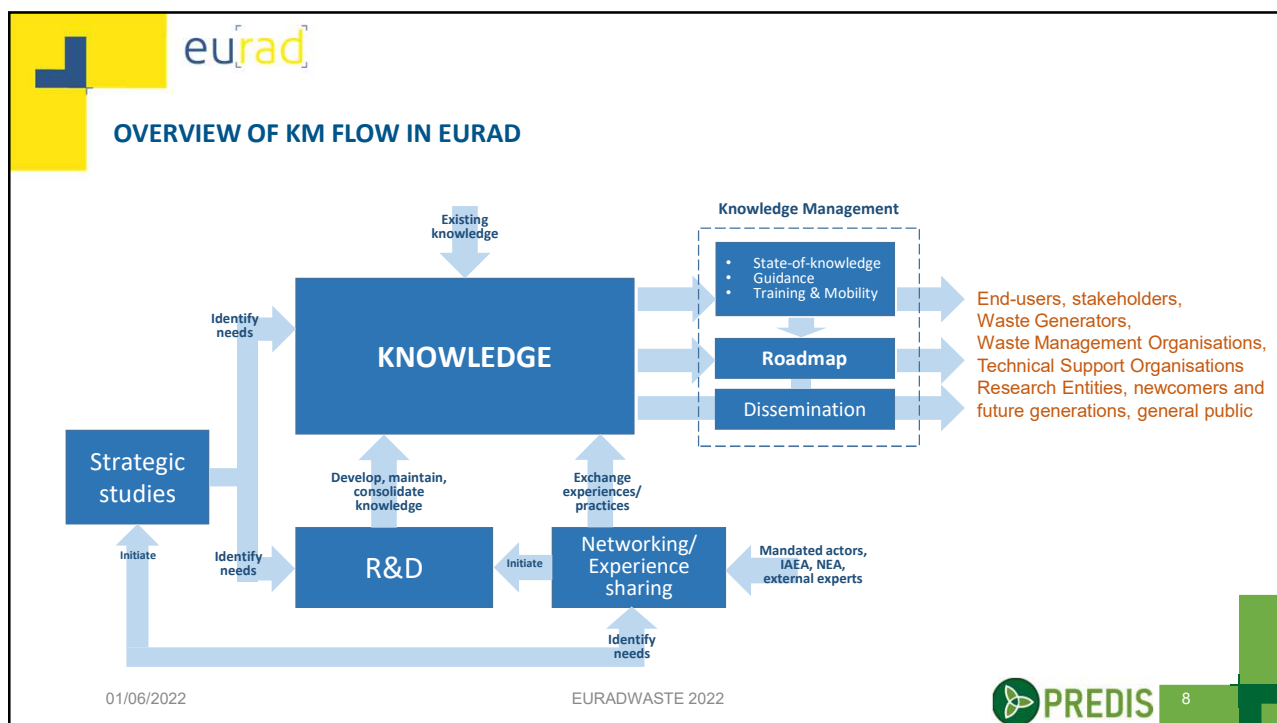 eu[rad]
OVERVIEW OF KM FLOW IN EURAD
Existing
knowledge
Knowledge Management
• State-of-knowledge
• Guidance
• Training & Mobility
Identify
needs
KNOWLEDGE
Roadmap
Dissemination
End-users, stakeholders,
Waste Generators,
Waste Management Organisations,
Technical Support Organisations
Research Entities, newcomers and
future generations, general public
Strategic
studies
Develop, maintain,
consolidate
knowledge
Exchange
experiences/
practices
Initiate
Identify
needs
R&D
Initiate
Networking/
Experience
sharing
Mandated actors,
IAEA, NEA,
external experts
Identify
needs
01/06/2022
EURADWASTE 2022
PREDIS
8